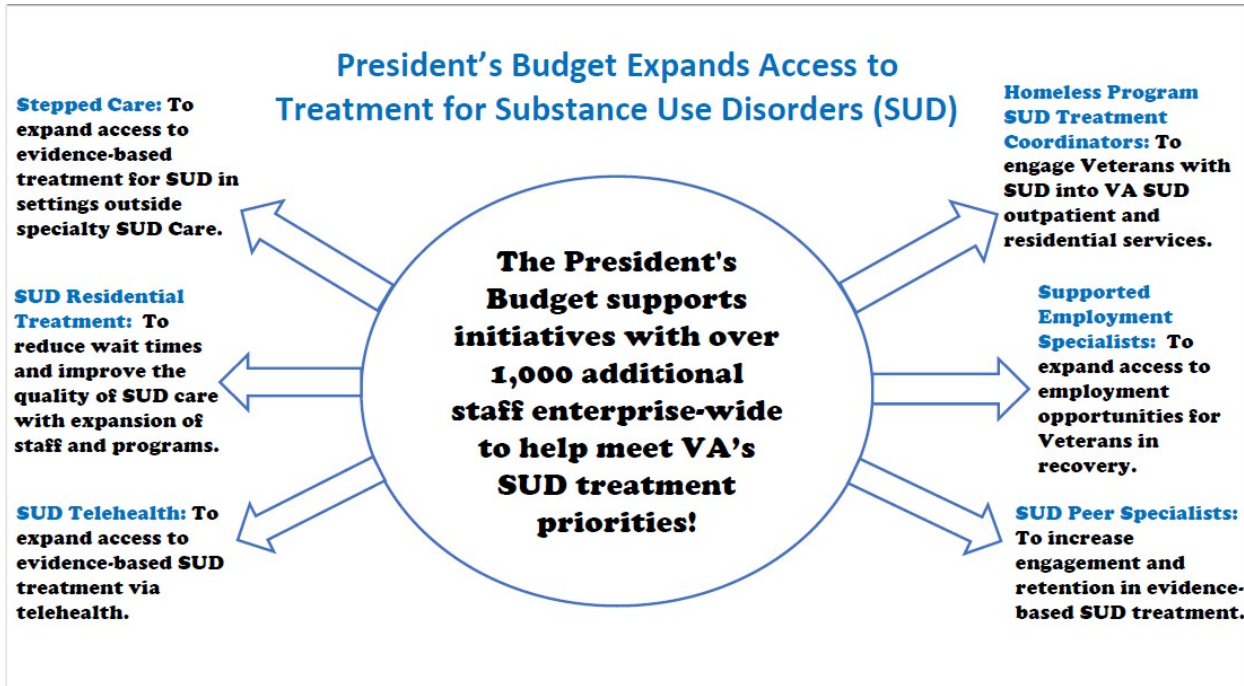 President's Budget Expands Access to
Treatment for Substance Use Disorders (SUD)
Stepped Care: To
expand access to
evidence-based
treatment for SUD in
settings outside
specialty SUD Care.
SUD Residential
Treatment: To
reduce wait times
and improve the
quality of SUD care
with expansion of
staff and programs.
SUD Telehealth: To
expand access to
evidence-based SUD
treatment via
telehealth.
The President's
Budget supports
initiatives with over
1,000 additional
staff enterprise-wide
to help meet VA's
SUD treatment
priorities!
Homeless Program
SUD Treatment
Coordinators: To
engage Veterans with
SUD into VA SUD
outpatient and
residential services.
Supported
Employment
Specialists: To
expand access to
employment
opportunities for
Veterans in
recovery.
SUD Peer Specialists:
To increase
engagement and
retention in evidence-
based SUD treatment.